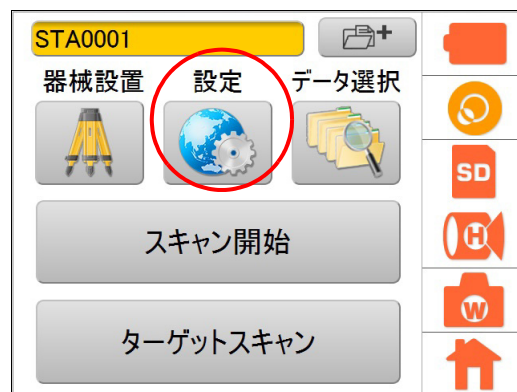 STA0001
器械設置 設定 データ選択
SD
スキャン開始
H
W
ターゲットスキャン